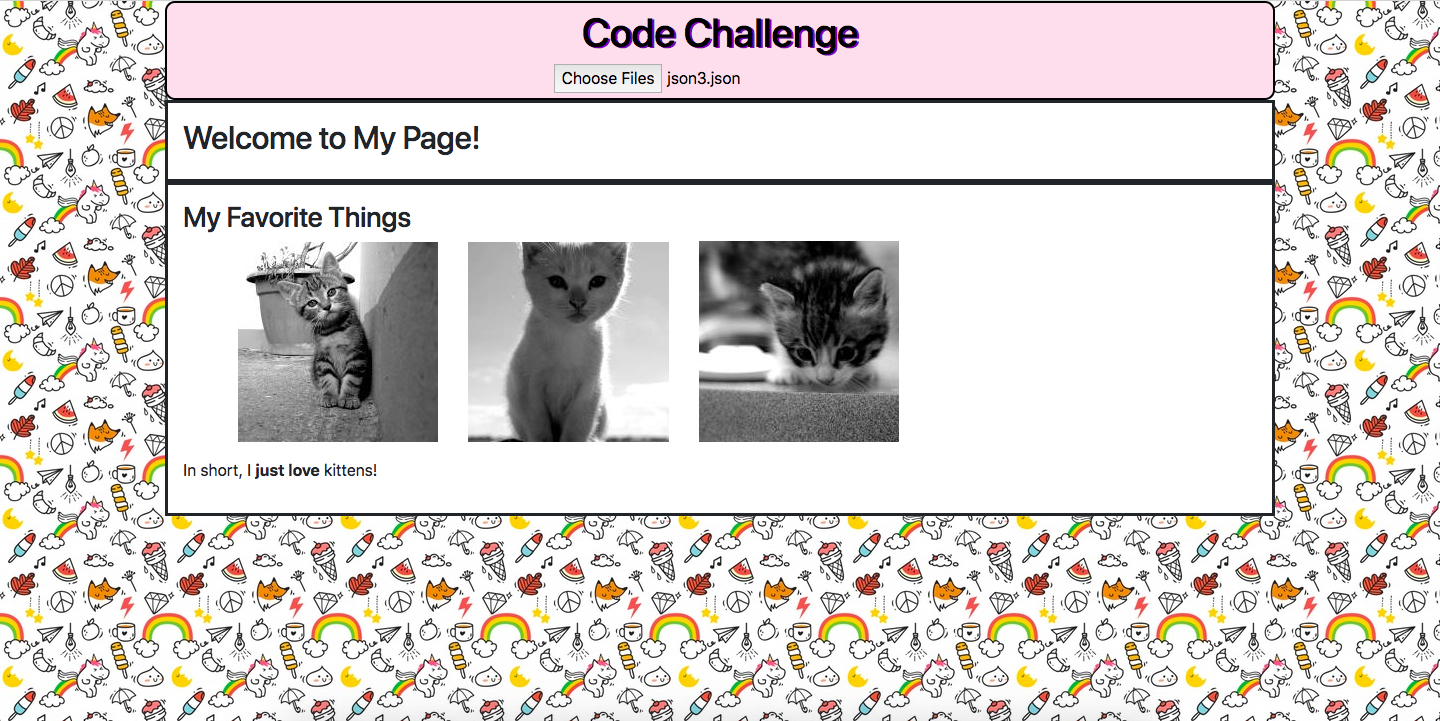 Code Challenge
Choose Files json3.json
Welcome to My Page!
My Favorite Things
In short, I just love kittens!